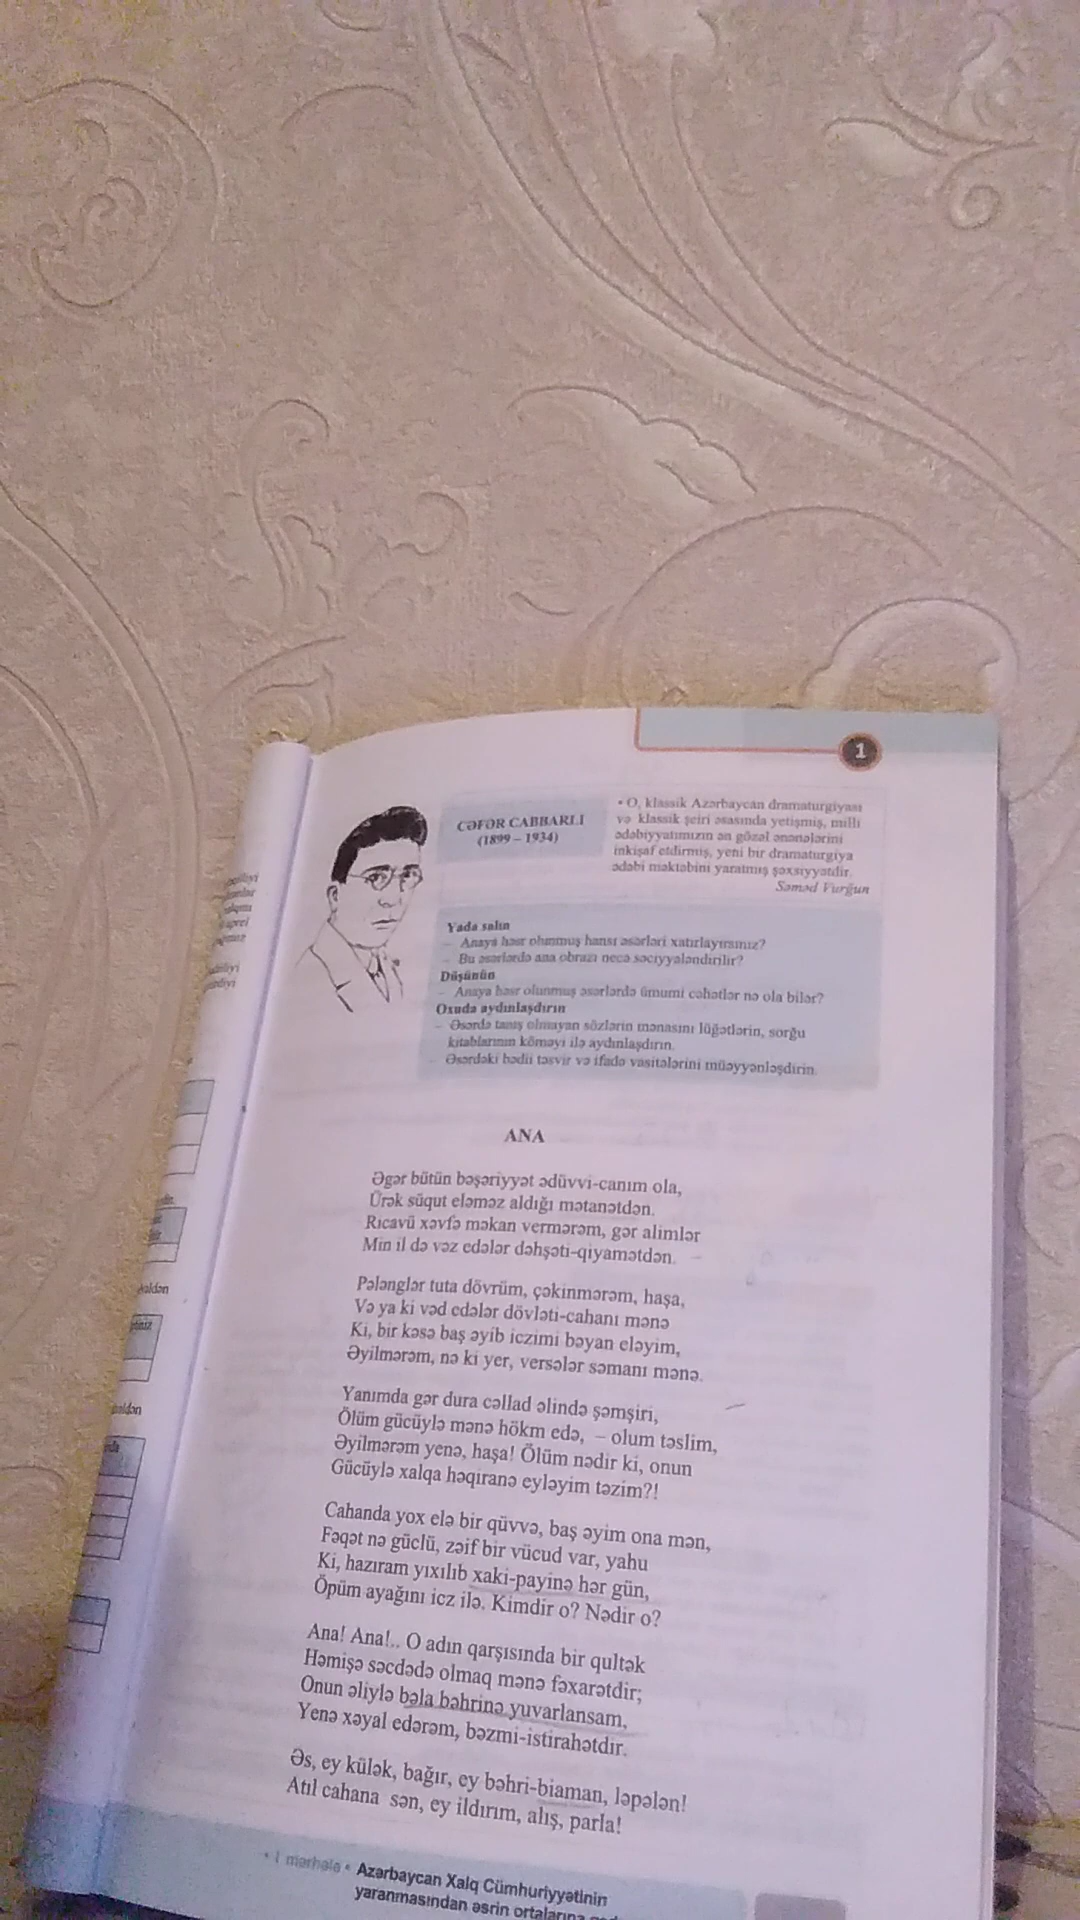 1
CƏFƏR CABBARLI
(1899 – 1934)
• O, klassik Azərbaycan dramaturgiyası
və klassik şeiri əsasında yetişmiş, milli
ədəbiyyatımızın ən gözəl ənənələrini
inkişaf etdirmiş, yeni bir dramaturgiya
ədəbi məktəbini yaratmış şəxsiyyətdir.
Səməd Vurğun
Yada salın
– Anaya həsr olunmuş hansı əsərləri xatırlayırsınız?
– Bu əsərlərdə ana obrazı necə səciyyələndirilir?
Düşünün
– Anaya həsr olunmuş əsərlərdə ümumi cəhətlər nə ola bilər?
Oxuda aydınlaşdırın
– Əsərdə tanış olmayan sözlərin mənasını lüğətlərin, sorğu
kitablarının köməyi ilə aydınlaşdırın.
– Əsərdəki bədii təsvir və ifadə vasitələrini müəyyənləşdirin.
ANA
Əgər bütün bəşəriyyət ədüvvi-canım ola,
Ürək süqut eləməz aldığı mətanətdən.
Ricavü xəvfə məkan vermərəm, gər alimlər
Min il də vəz edələr dəhşəti-qiyamətdən.
Pələnglər tuta dövrüm, çəkinmərəm, haşa,
Və ya ki vəd edələr dövləti-cahanı mənə
Ki, bir kəsə baş əyib iczimi bəyan eləyim,
Əyilmərəm, nə ki yer, versələr səmanı mənə.
Yanımda gər dura cəllad əlində şəmşiri,
Ölüm gücüylə mənə hökm edə, – olum təslim,
Əyilmərəm yenə, haşa! Ölüm nədir ki, onun
Gücüylə xalqa həqiranə eyləyim təzim?!
Cahanda yox elə bir qüvvə, baş əyim ona mən,
Fəqət nə güclü, zəif bir vücud var, yahu
Ki, hazıram yıxılıb xaki-payinə hər gün,
Öpüm ayağını icz ilə. Kimdir o? Nədir o?
Ana! Ana!.. O adın qarşısında bir qultək
Həmişə səcdədə olmaq mənə fəxarətdir;
Onun əliylə bəla bəhrinə yuvarlansam,
Yenə xəyal edərəm, bəzmi-istirahətdir.
Əs, ey külək, bağır, ey bəhri-biaman, ləpələn!
Atıl cahana sən, ey ildırım, alış, parla!
• I mərhələ • Azərbaycan Xalq Cümhuriyyətinin
yaranmasından əsrin ortalarına